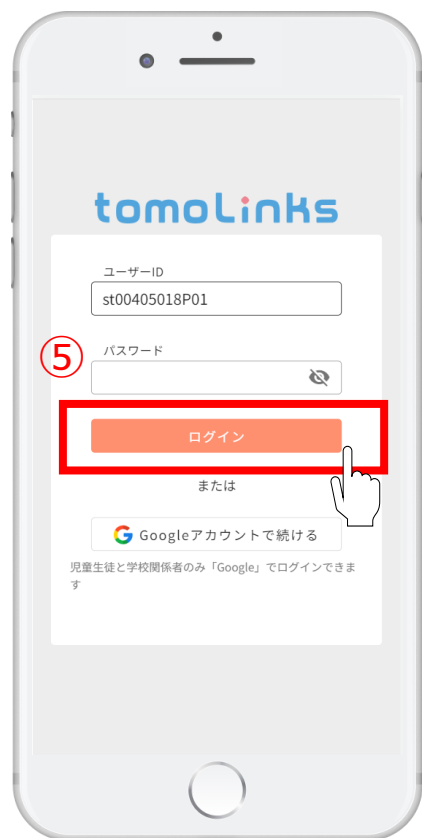 tomoLinks
ユーザーID
st00405018P01
⑤
パスワード
ログイン
または
Googleアカウントで続ける
児童生徒と学校関係者のみ「Google」でログインできま
す